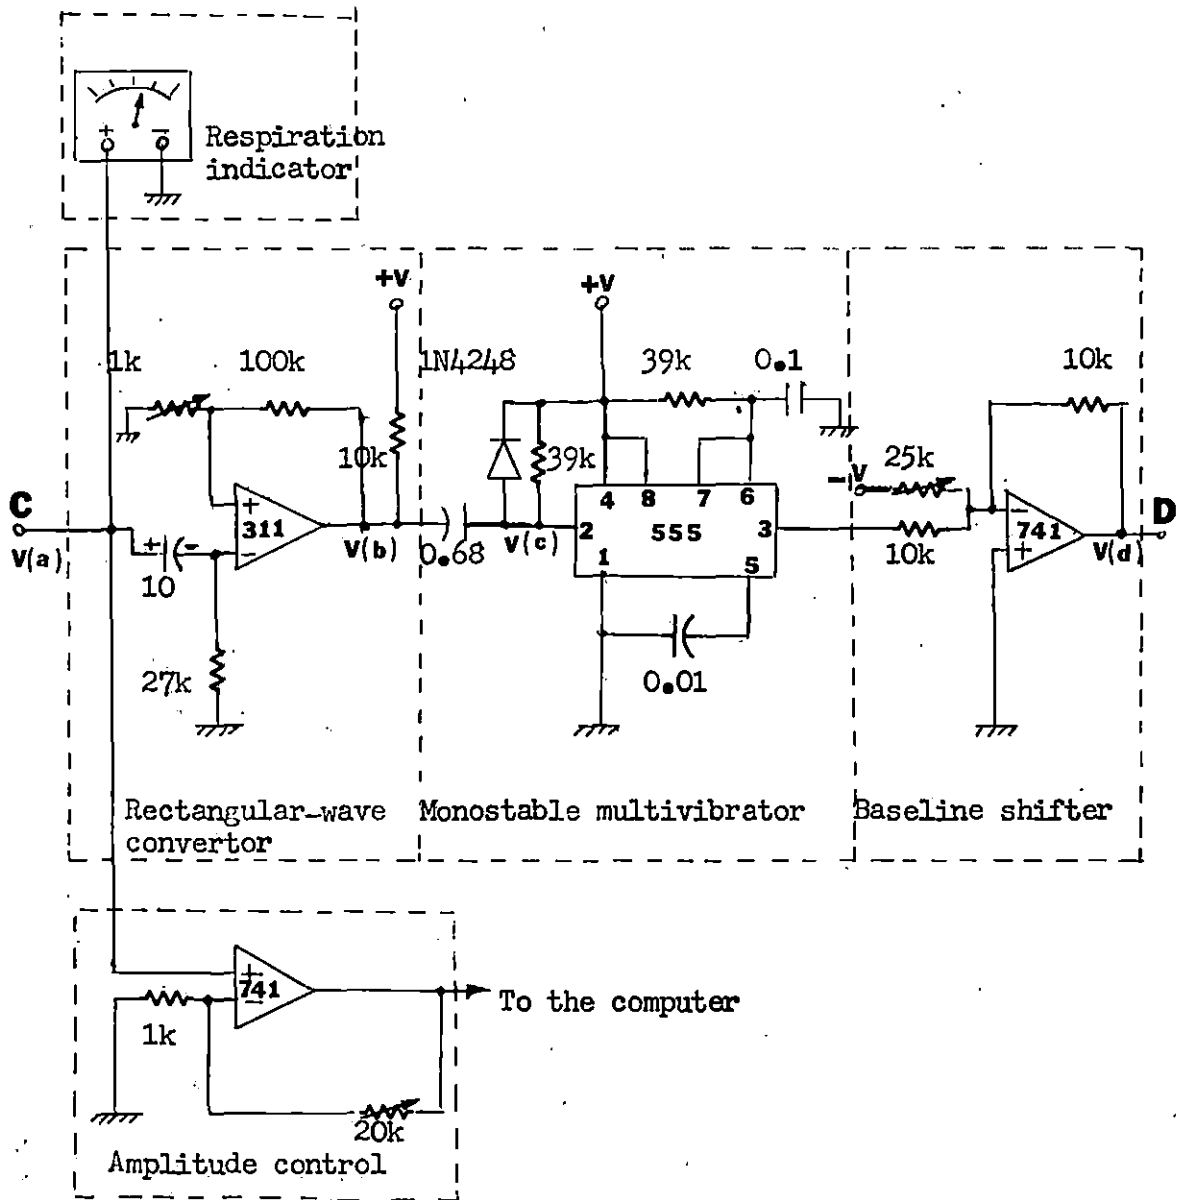 + −
Respiration
indicator
+V
+V
1k 100k 1N4248 39k 0.1 10k
10k 39k -V 25k
4 8 7 6
C + 311 − V(b) 0.68 V(c) 2 555 3 − 741 + D
V(a) + - 10 1 5 10k V(d)
27k 0.01
Rectangular-wave Monostable multivibrator Baseline shifter
convertor
+ 741 −
To the computer
1k
20k
Amplitude control